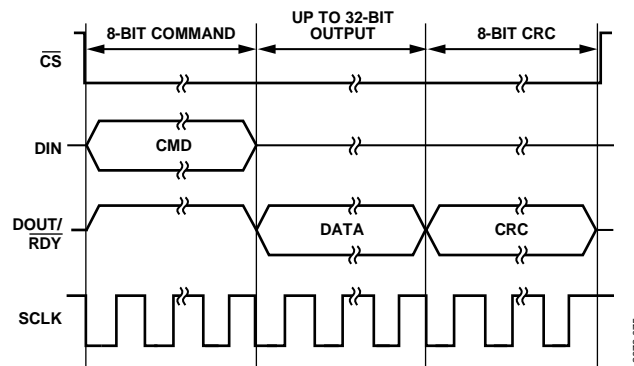 8-BIT COMMAND
UP TO 32-BIT
OUTPUT
8-BIT CRC
CS
DIN
CMD
DOUT/
RDY
DATA
CRC
SCLK